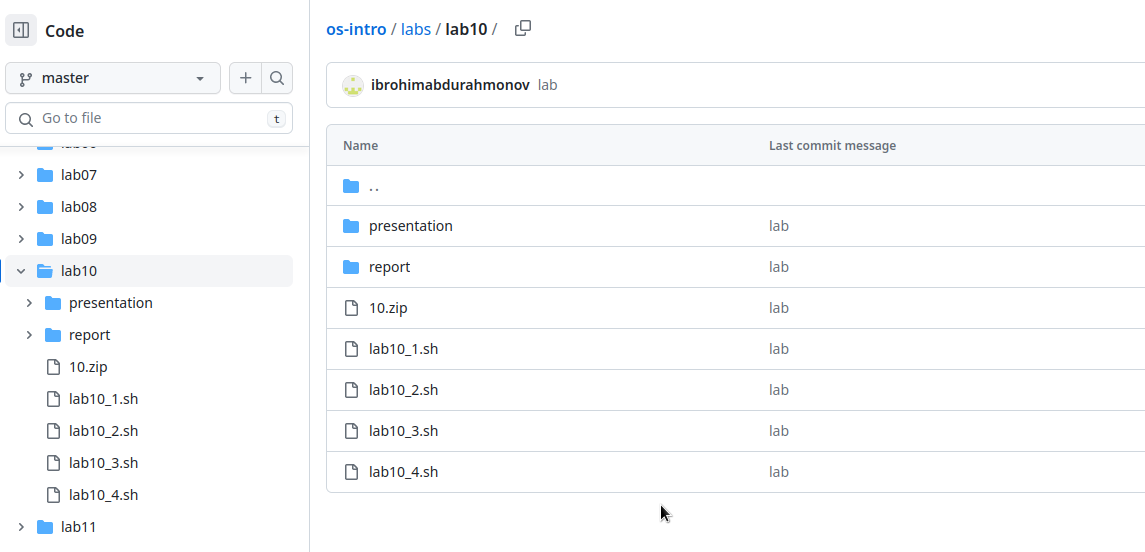 Code
master
Go to file
t
lab07
lab08
lab09
lab10
presentation
report
10.zip
lab10_1.sh
lab10_2.sh
lab10_3.sh
lab10_4.sh
lab11
os-intro / labs / lab10 /
ibrohimabdurahmonov lab
Name Last commit message
..
presentation lab
report lab
10.zip lab
lab10_1.sh lab
lab10_2.sh lab
lab10_3.sh lab
lab10_4.sh lab